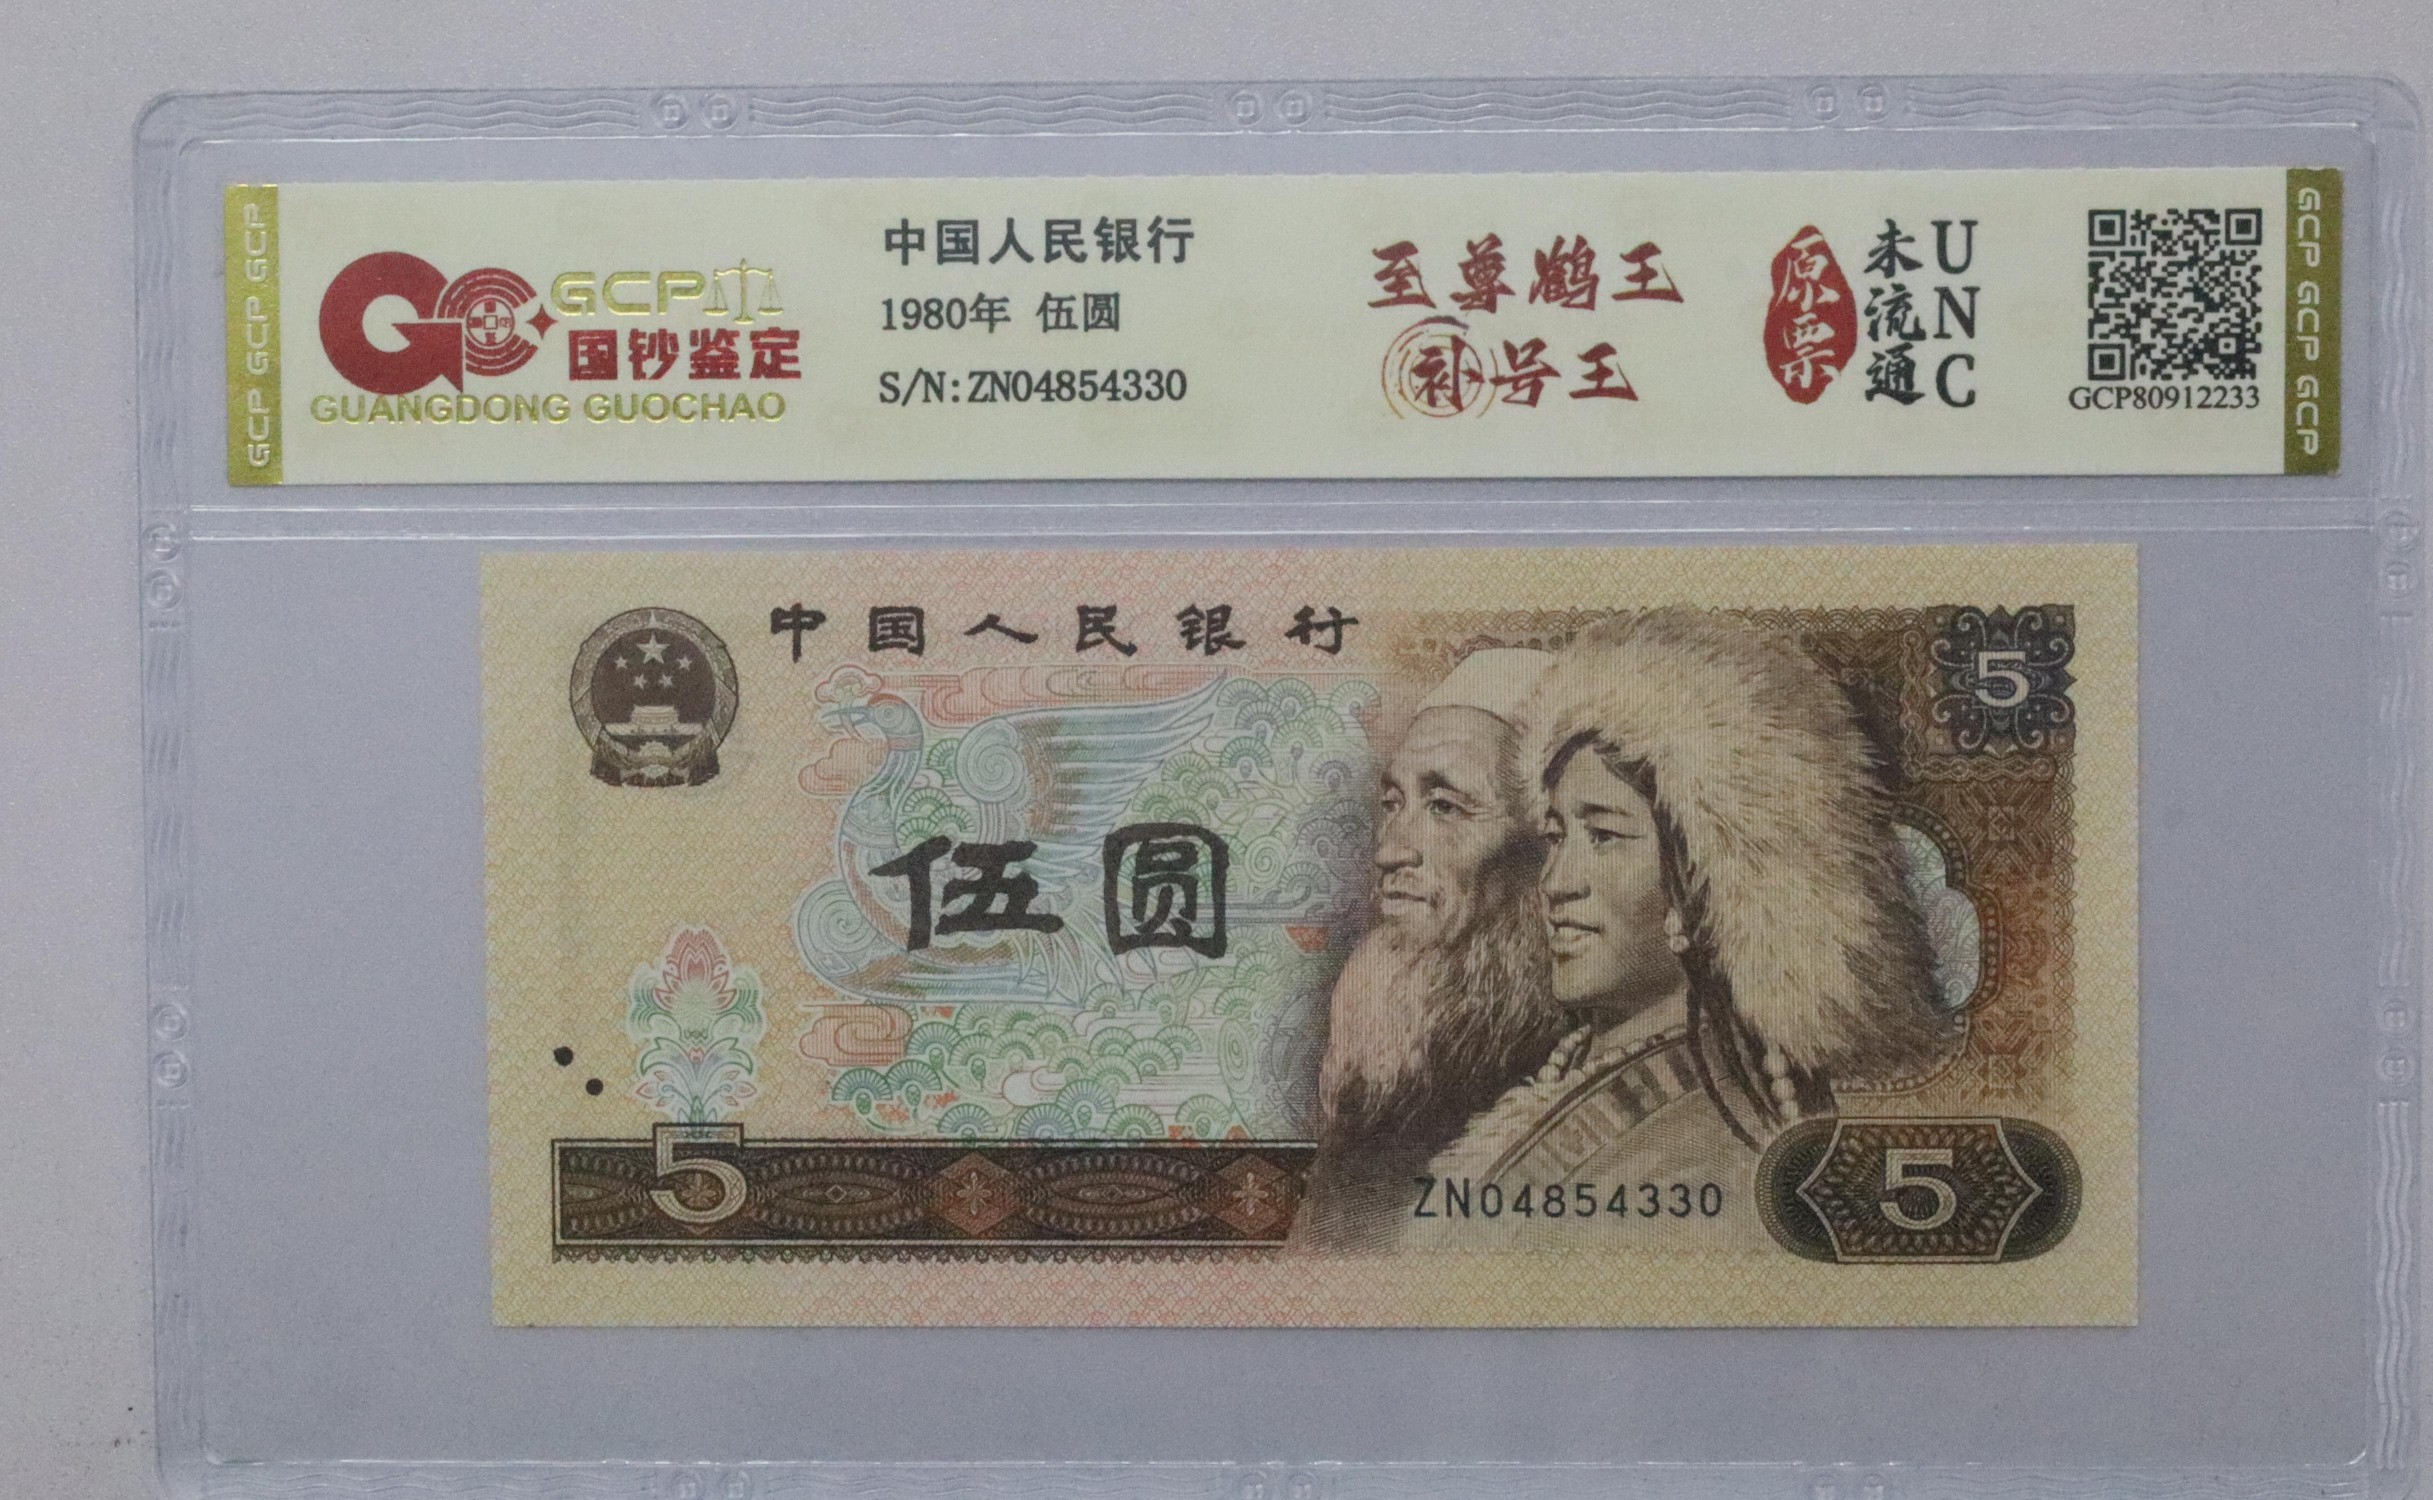 GCP GCP GCP
GCP
国钞鉴定
GUANGDONG GUOCHAO
中国人民银行
1980年 伍圆
S/N:ZN04854330
至尊鹤王
补号王
原票
未流通
UNC
GCP80912233
GCP GCP GCP
中国人民银行
5
伍圆
5
ZN04854330
5